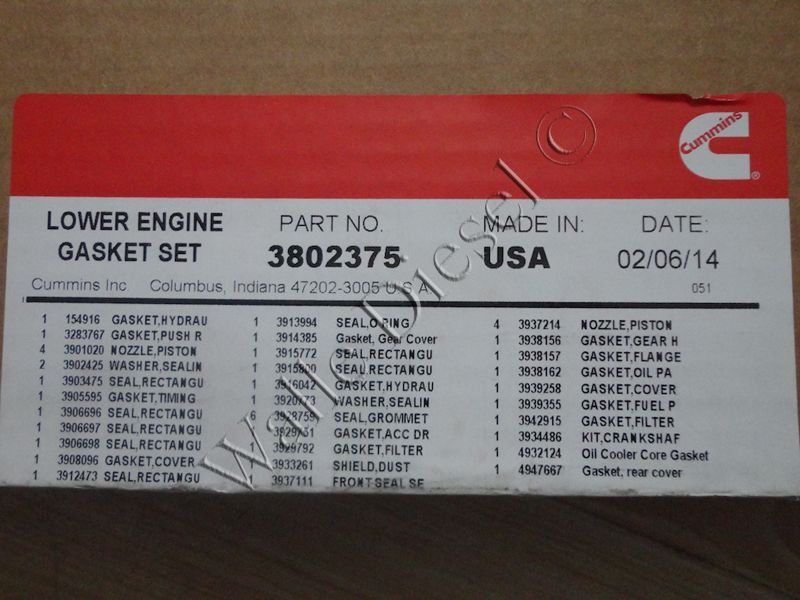 Cummins
®
LOWER ENGINE GASKET SET
PART NO. 3802375
MADE IN: USA
DATE: 02/06/14
Cummins Inc. Columbus, Indiana 47202-3005 U.S.A.
051
1 154916 GASKET,HYDRAU
1 3283767 GASKET,PUSH R
4 3901020 NOZZLE,PISTON
2 3902425 WASHER,SEALIN
1 3903475 SEAL,RECTANGU
1 3905595 GASKET,TIMING
1 3906696 SEAL,RECTANGU
1 3906697 SEAL,RECTANGU
1 3906698 SEAL,RECTANGU
1 3908096 GASKET,COVER
1 3912473 SEAL,RECTANGU
1 3913994 SEAL,O RING
1 3914385 Gasket, Gear Cover
1 3915772 SEAL,RECTANGU
1 3915800 SEAL,RECTANGU
1 3916042 GASKET,HYDRAU
1 3920773 WASHER,SEALIN
6 3928759 SEAL,GROMMET
GASKET,ACC DR
1 3929792 GASKET,FILTER
1 3933261 SHIELD,DUST
3937111 FRONT SEAL SE
4 3937214 NOZZLE,PISTON
1 3938156 GASKET,GEAR H
1 3938157 GASKET,FLANGE
1 3938162 GASKET,OIL PA
1 3939258 GASKET,COVER
1 3939355 GASKET,FUEL P
1 3942915 GASKET,FILTER
1 3934486 KIT,CRANKSHAF
1 4932124 Oil Cooler Core Gasket
1 4947667 Gasket, rear cover
Wallie Diesel ©